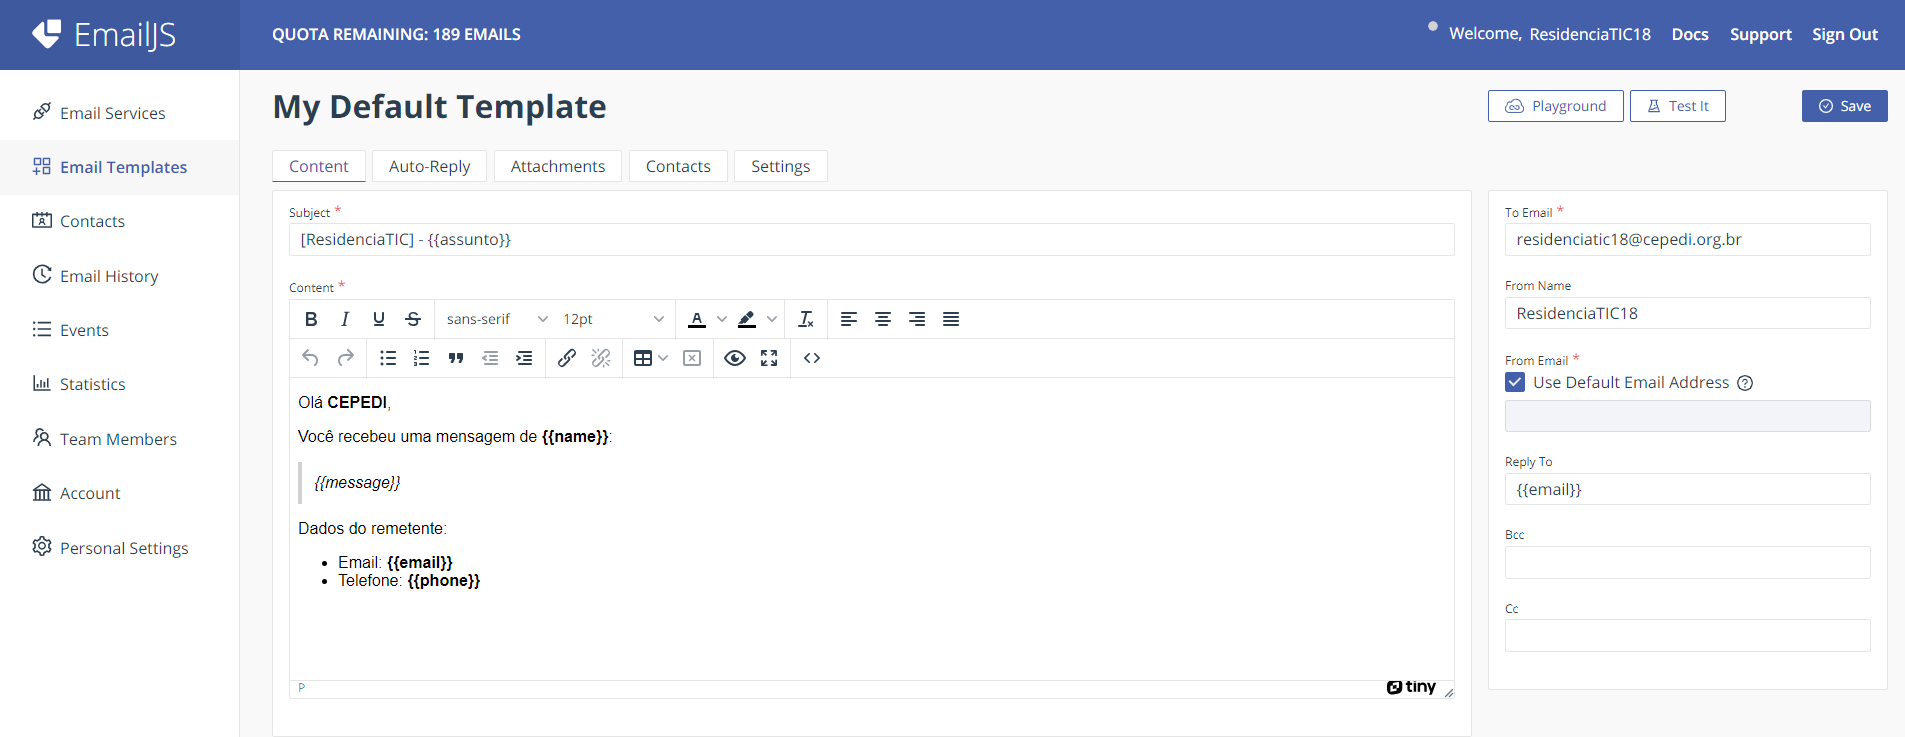 EmailJS
QUOTA REMAINING: 189 EMAILS
Welcome, ResidenciaTIC18
Docs
Support
Sign Out
Email Services
Email Templates
Contacts
Email History
Events
Statistics
Team Members
Account
Personal Settings
My Default Template
Playground
Test It
Save
Content
Auto-Reply
Attachments
Contacts
Settings
Subject *
[ResidenciaTIC] - {{assunto}}
Content *
B I U S sans-serif 12pt A
Olá CEPEDI,
Você recebeu uma mensagem de {{name}}:
{{message}}
Dados do remetente:
• Email: {{email}}
• Telefone: {{phone}}
P
tiny
To Email *
residenciatic18@cepedi.org.br
From Name
ResidenciaTIC18
From Email *
Use Default Email Address
Reply To
{{email}}
Bcc
Cc